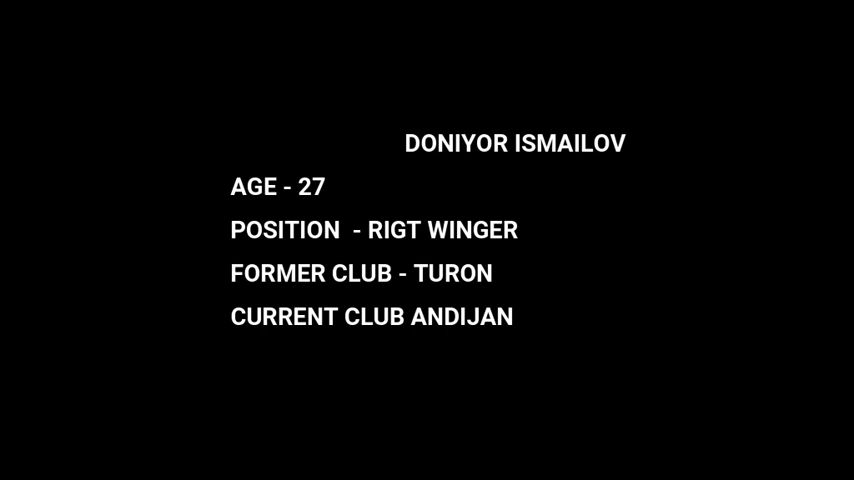 DONIYOR ISMAILOV
AGE - 27
POSITION  - RIGT WINGER
FORMER CLUB - TURON
CURRENT CLUB ANDIJAN